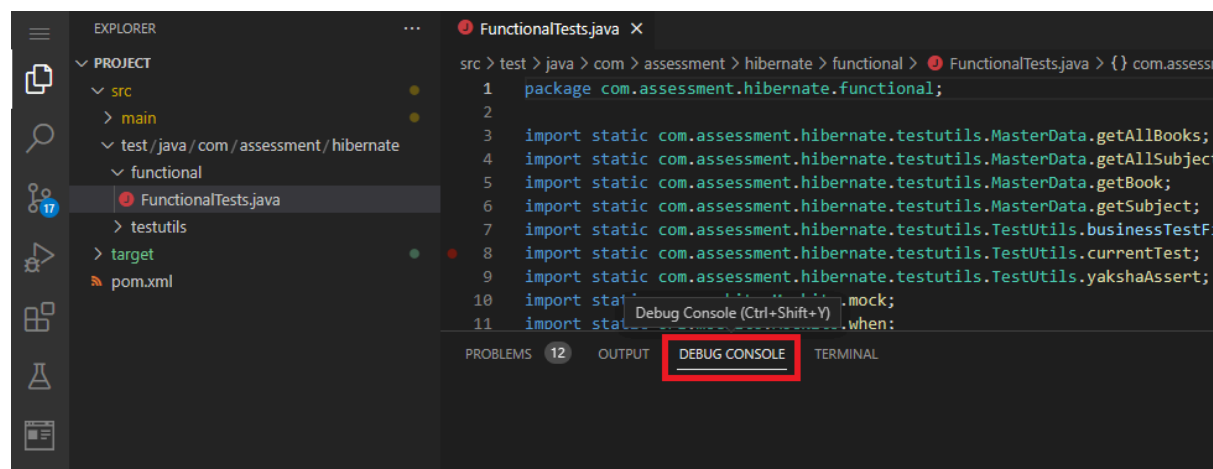 EXPLORER ...
PROJECT
src
main
test/java/com/assessment/hibernate
functional
FunctionalTests.java
testutils
target
pom.xml
17
FunctionalTests.java
src > test > java > com > assessment > hibernate > functional > FunctionalTests.java > {} com.assess
1 package com.assessment.hibernate.functional;
2
3 import static com.assessment.hibernate.testutils.MasterData.getAllBooks;
4 import static com.assessment.hibernate.testutils.MasterData.getAllSubject
5 import static com.assessment.hibernate.testutils.MasterData.getBook;
6 import static com.assessment.hibernate.testutils.MasterData.getSubject;
7 import static com.assessment.hibernate.testutils.TestUtils.businessTestF
8 import static com.assessment.hibernate.testutils.TestUtils.currentTest;
9 import static com.assessment.hibernate.testutils.TestUtils.yakshaAssert;
10 import stat .mock;
Debug Console (Ctrl+Shift+Y)
11 import stat .when;
PROBLEMS 12 OUTPUT DEBUG CONSOLE TERMINAL